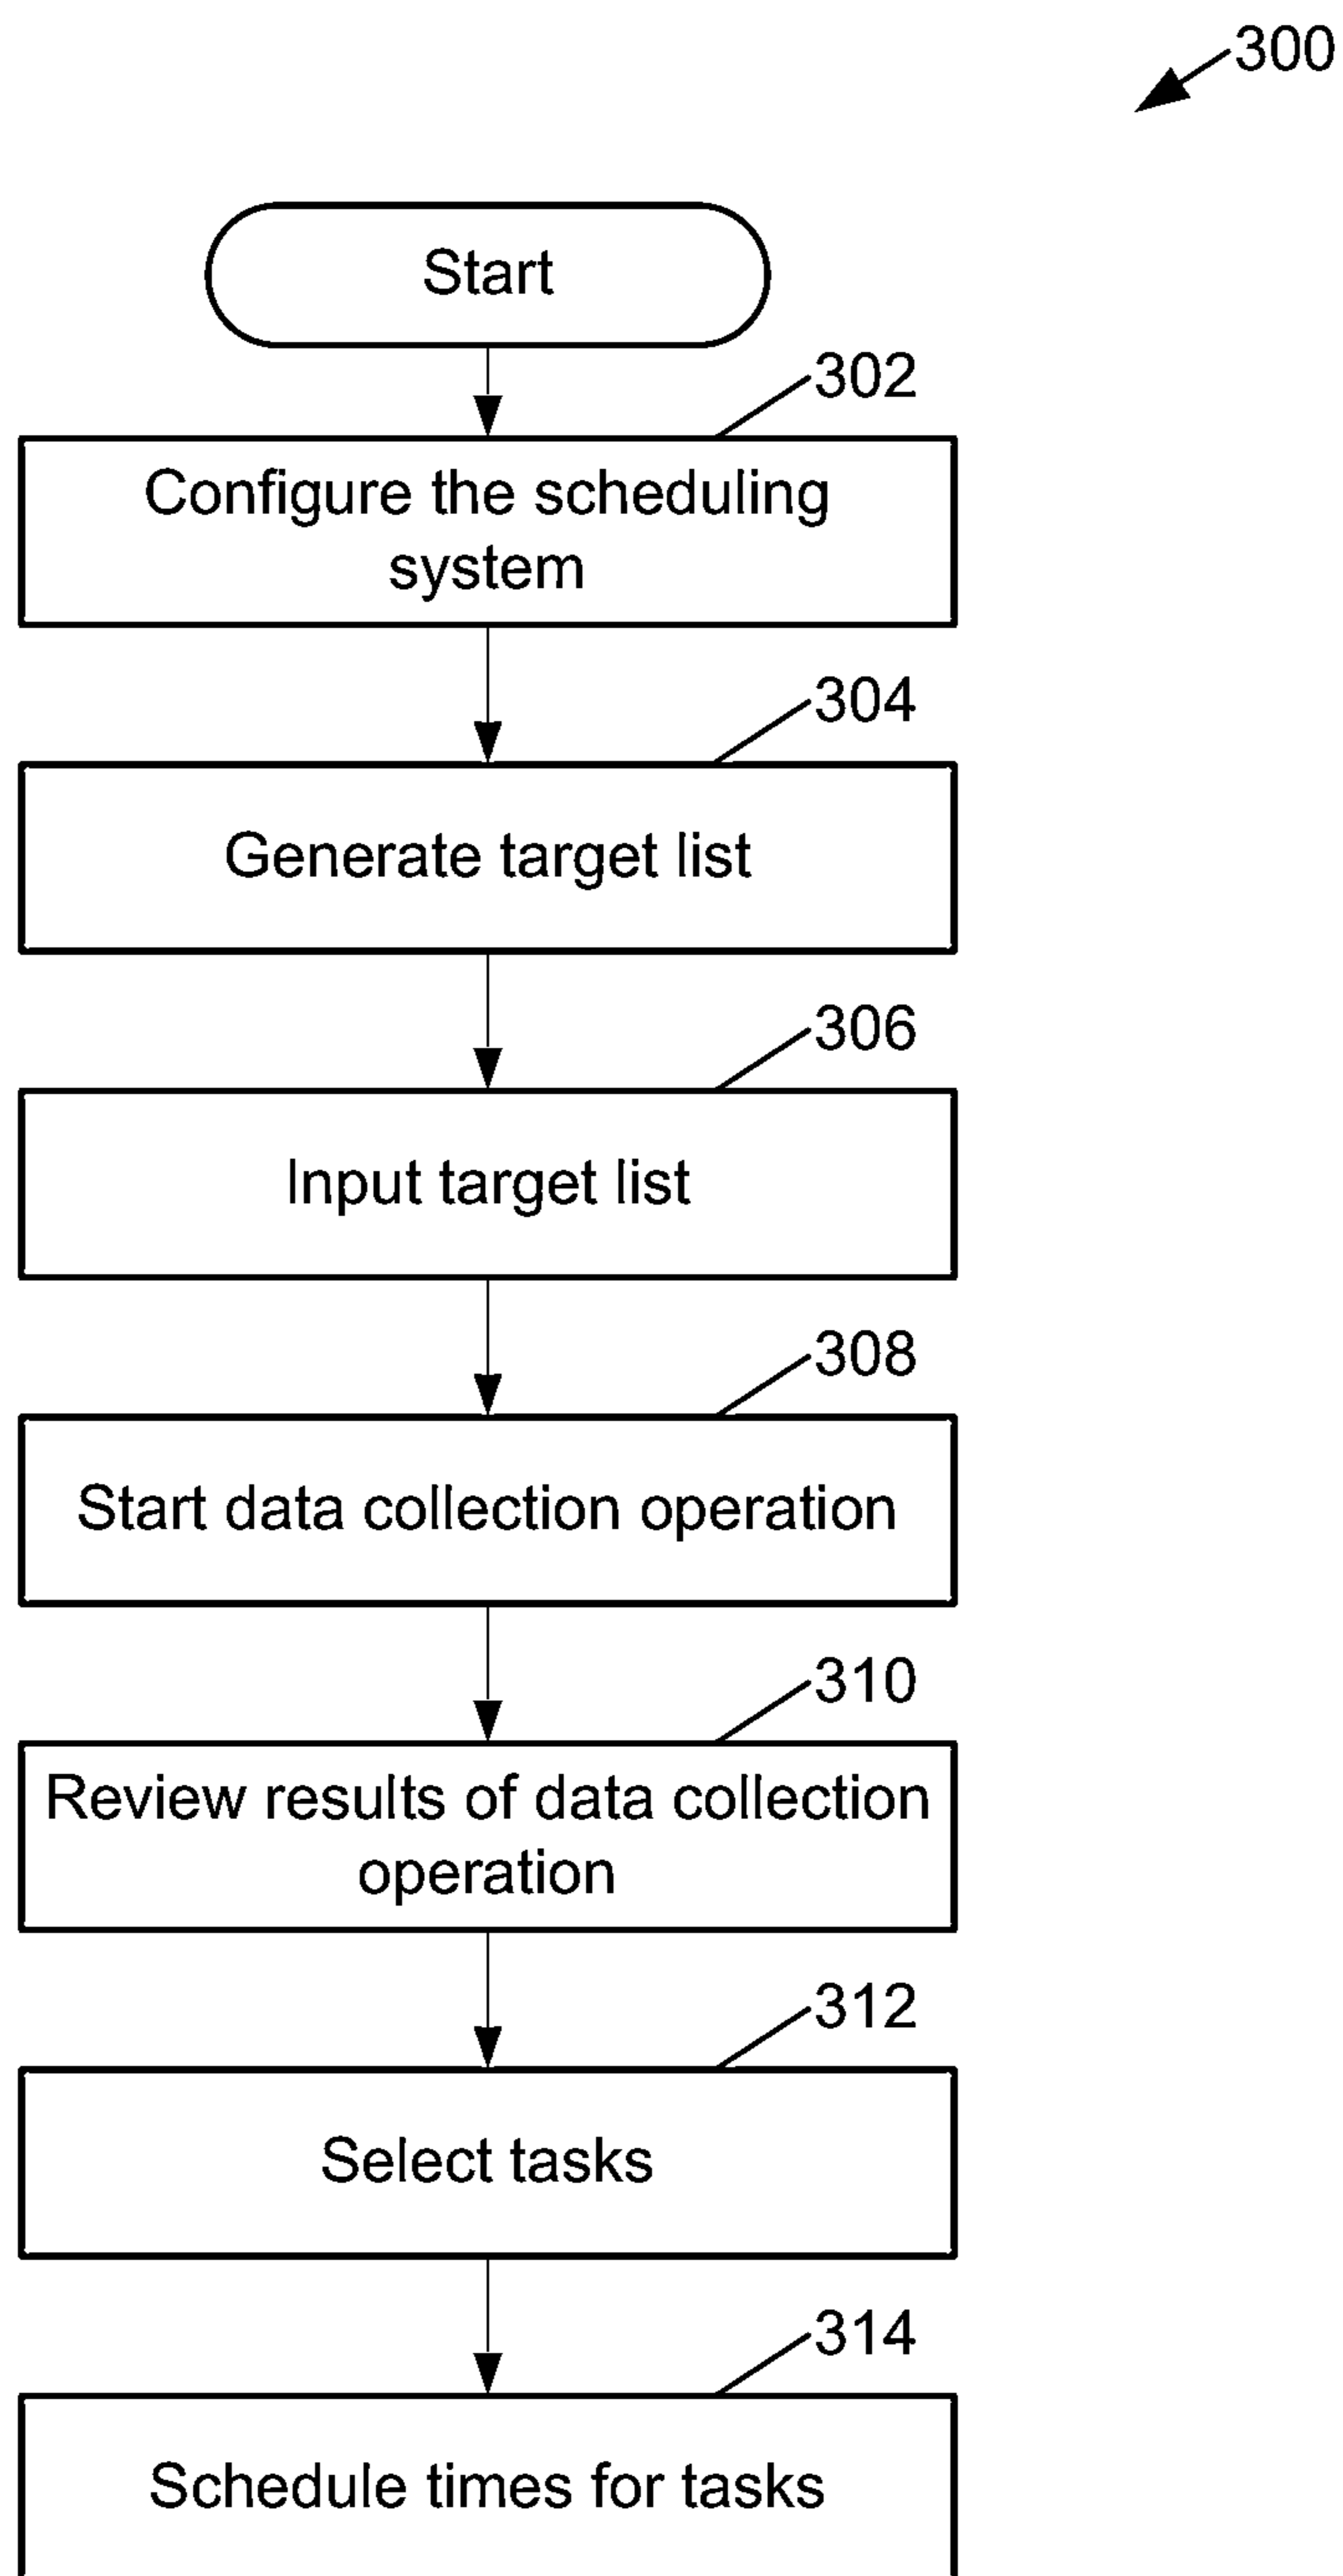 300
Start
302
Configure the scheduling
system
304
Generate target list
306
Input target list
308
Start data collection operation
310
Review results of data collection
operation
312
Select tasks
314
Schedule times for tasks